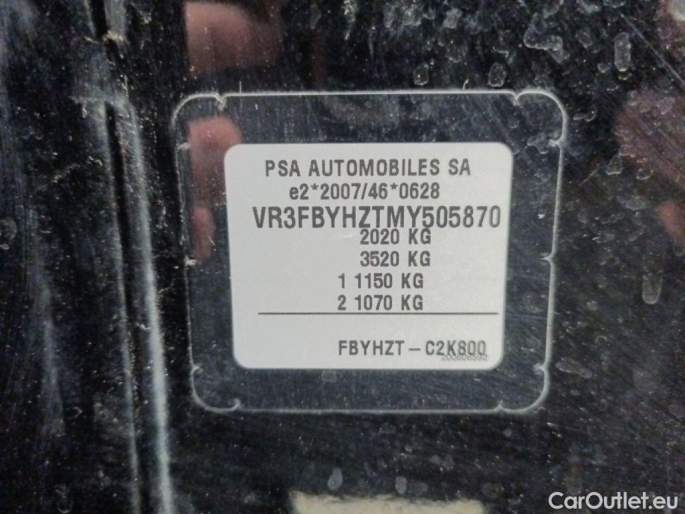 PSA AUTOMOBILES SA
e2*2007/46*0628
VR3FBYHZTMY505870
2020 KG
3520 KG
1 1150 KG
2 1070 KG
FBYHZT – C2K800
CarOutlet.eu